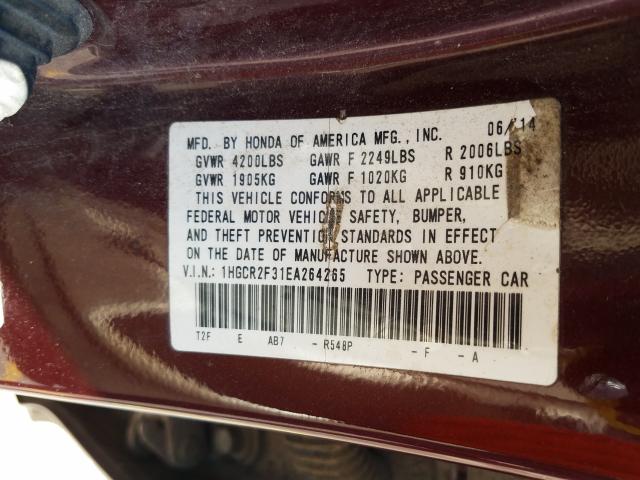 MFD. BY HONDA OF AMERICA MFG., INC. 06/14
GVWR 4200LBS GAWR F 2249LBS R 2006LBS
GVWR 1905KG GAWR F 1020KG R 910KG
THIS VEHICLE CONFORMS TO ALL APPLICABLE
FEDERAL MOTOR VEHICLE SAFETY, BUMPER,
AND THEFT PREVENTION STANDARDS IN EFFECT
ON THE DATE OF MANUFACTURE SHOWN ABOVE.
V.I.N.: 1HGCR2F31EA264265 TYPE: PASSENGER CAR
T2F E AB7 - R548P - F - A